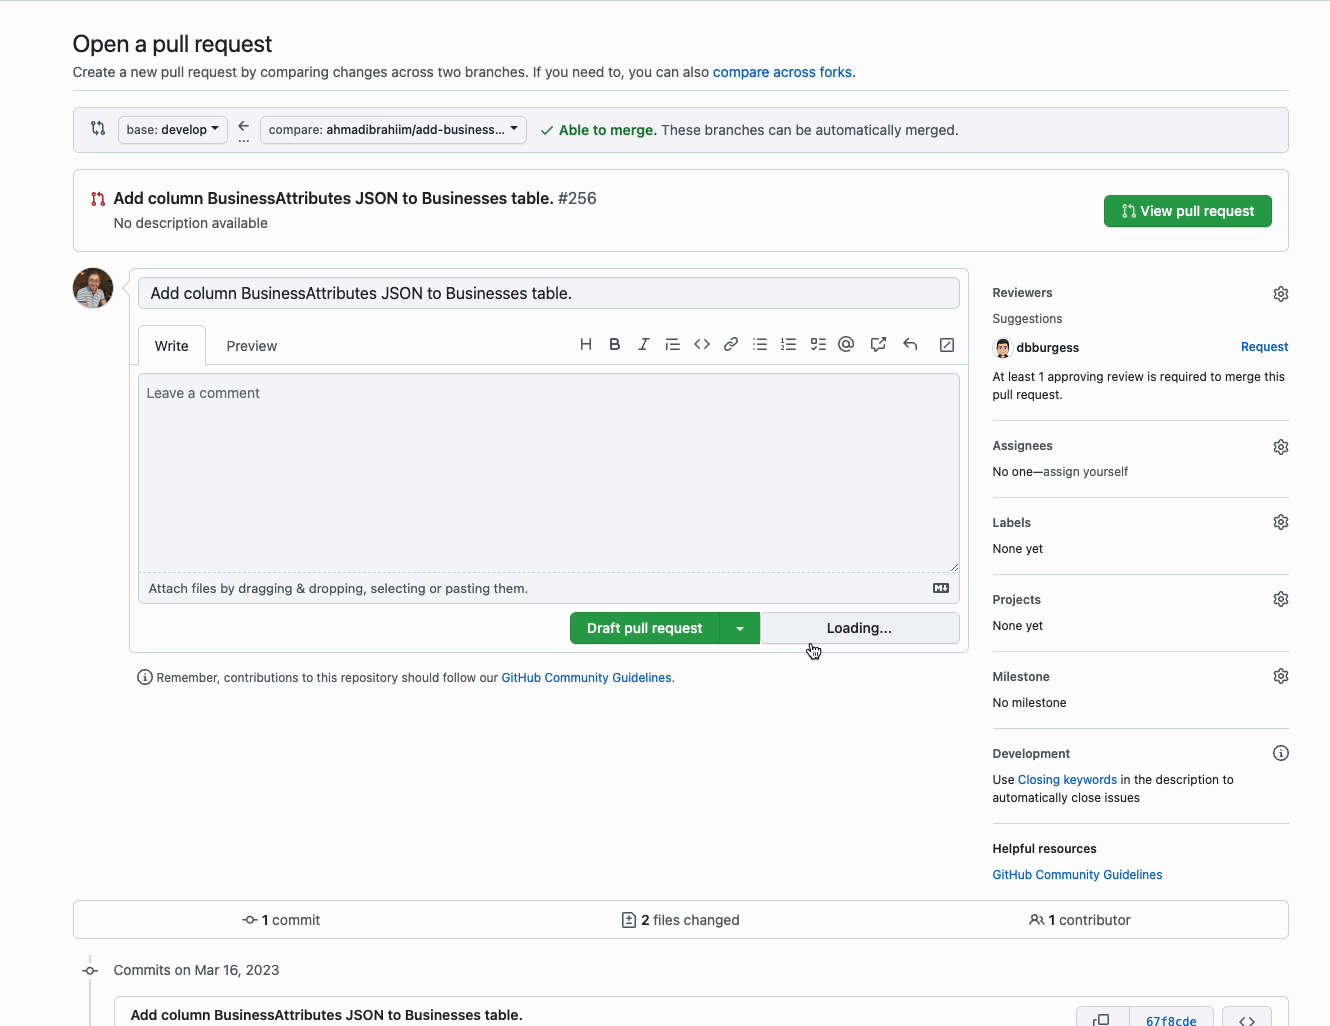 Open a pull request
Create a new pull request by comparing changes across two branches. If you need to, you can also compare across forks.
base: develop
compare: ahmadibrahiim/add-business...
Able to merge. These branches can be automatically merged.
Add column BusinessAttributes JSON to Businesses table. #256
No description available
View pull request
Add column BusinessAttributes JSON to Businesses table.
Write
Preview
Leave a comment
Attach files by dragging & dropping, selecting or pasting them.
Draft pull request
Loading...
Remember, contributions to this repository should follow our GitHub Community Guidelines.
Reviewers
Suggestions
dbburgess
Request
At least 1 approving review is required to merge this
pull request.
Assignees
No one—assign yourself
Labels
None yet
Projects
None yet
Milestone
No milestone
Development
Use Closing keywords in the description to
automatically close issues
Helpful resources
GitHub Community Guidelines
1 commit
2 files changed
1 contributor
Commits on Mar 16, 2023
Add column BusinessAttributes JSON to Businesses table.
67f8cde